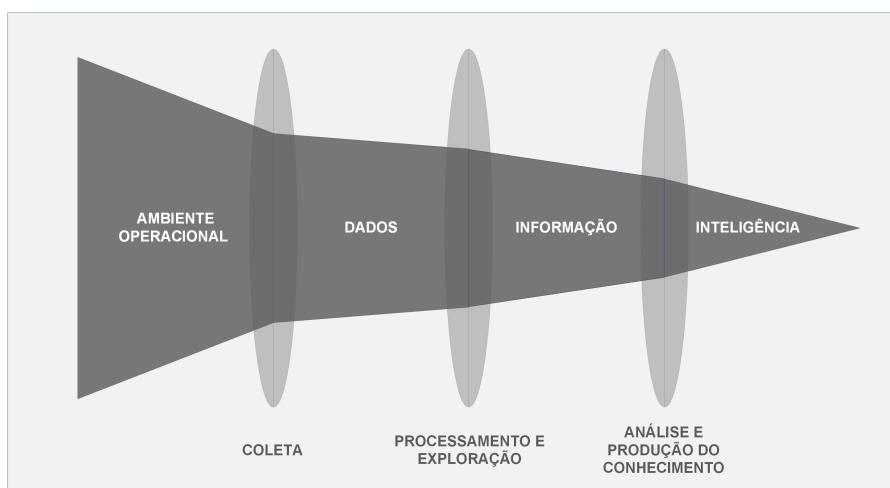 AMBIENTE
OPERACIONAL
DADOS
INFORMAÇÃO
INTELIGÊNCIA
COLETA
PROCESSAMENTO E
EXPLORAÇÃO
ANÁLISE E
PRODUÇÃO DO
CONHECIMENTO